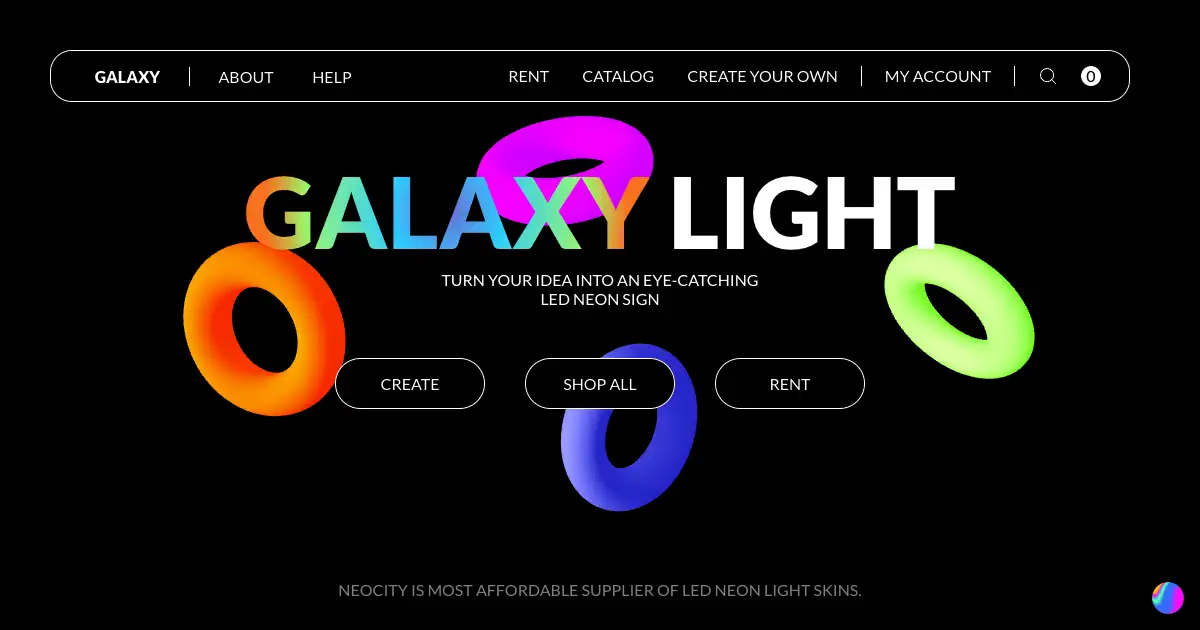 GALAXY ABOUT HELP RENT CATALOG CREATE YOUR OWN MY ACCOUNT 0
GALAXY LIGHT
TURN YOUR IDEA INTO AN EYE-CATCHING
LED NEON SIGN
CREATE SHOP ALL RENT
NEOCITY IS MOST AFFORDABLE SUPPLIER OF LED NEON LIGHT SKINS.